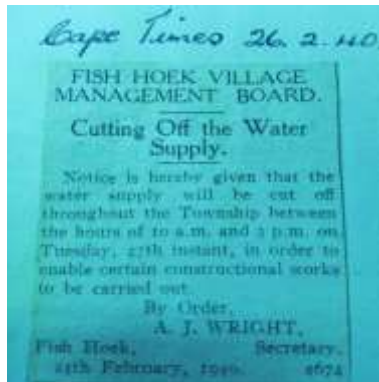 Cape Times 26.2.40
FISH HOEK VILLAGE
MANAGEMENT BOARD.
Cutting Off the Water
Supply.
Notice is hereby given that the
water supply will be cut off
throughout the Township between
the hours of 10 a.m. and 3 p.m. on
Tuesday, 27th instant, in order to
enable certain constructional works
to be carried out.
By Order,
A. J. WRIGHT,
Fish Hoek, Secretary.
February, 1940.